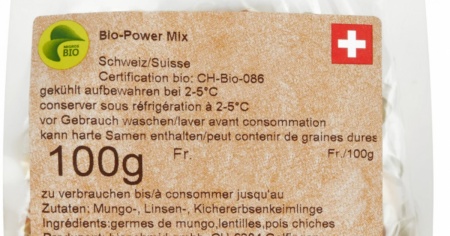 MIGROS
BIO
Bio-Power Mix
Schweiz/Suisse
Certification bio: CH-Bio-086
gekühlt aufbewahren bei 2-5°C
conserver sous réfrigération à 2-5°C
vor Gebrauch waschen/laver avant consommation
kann harte Samen enthalten/peut contenir de graines dures
100g Fr. Fr./100g
zu verbrauchen bis/à consommer jusqu'au
Zutaten: Mungo-, Linsen-, Kichererbsenkeimlinge
Ingrédients:germes de mungo,lentilles,pois chiches